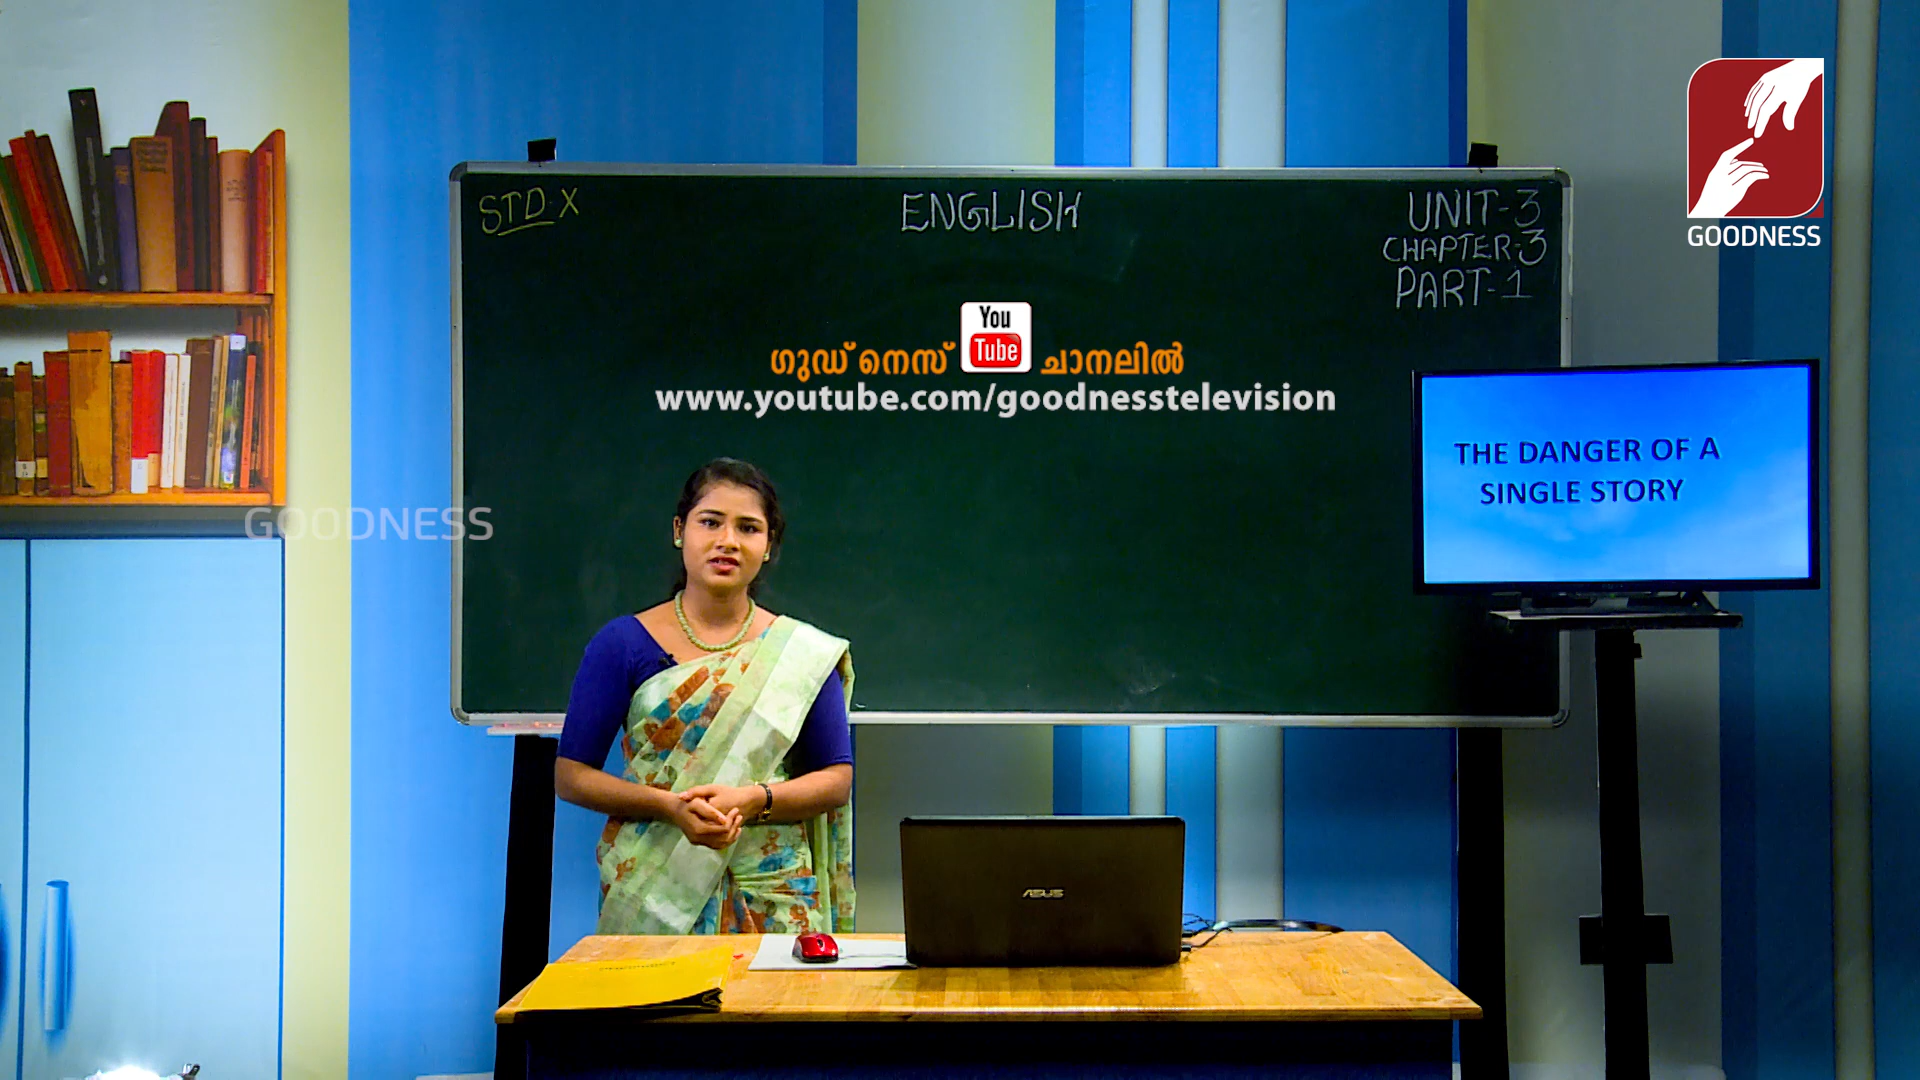 STD. X
ENGLISH
UNIT-3
CHAPTER-3
PART-1
GOODNESS
ഗുഡ് നെസ് You Tube ചാനലിൽ
www.youtube.com/goodnesstelevision
THE DANGER OF A
SINGLE STORY
GOODNESS
ASUS